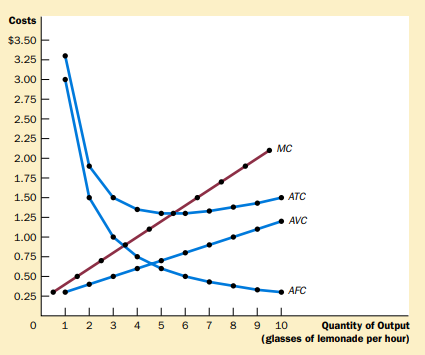 Costs
$3.50
3.25
3.00
2.75
2.50
2.25
2.00
1.75
1.50
1.25
1.00
0.75
0.50
0.25
MC
ATC
AVC
AFC
0 1 2 3 4 5 6 7 8 9 10
Quantity of Output
(glasses of lemonade per hour)